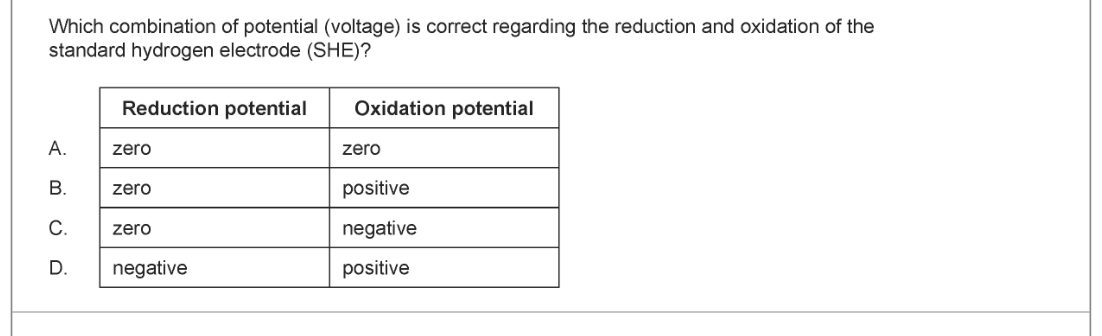 Which combination of potential (voltage) is correct regarding the reduction and oxidation of the
standard hydrogen electrode (SHE)?
Reduction potential Oxidation potential
A. zero zero
B. zero positive
C. zero negative
D. negative positive